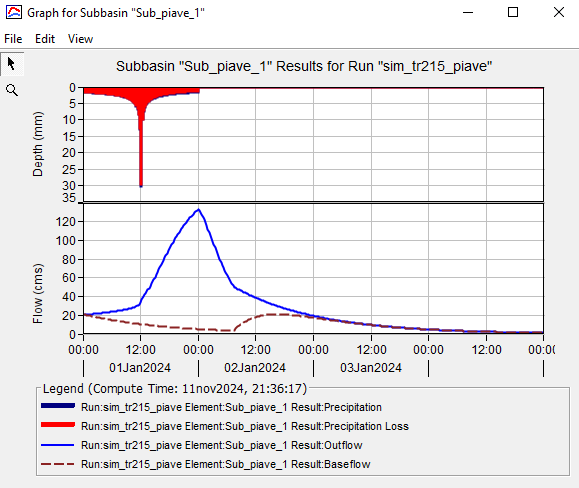 Graph for Subbasin "Sub_piave_1"
File Edit View
Subbasin "Sub_piave_1" Results for Run "sim_tr215_piave"
Depth (mm)
0
5
10
15
20
25
30
35
Flow (cms)
120
100
80
60
40
20
0
00:00 12:00 00:00 12:00 00:00 12:00 00:00 12:00 00:00
01Jan2024 02Jan2024 03Jan2024
Legend (Compute Time: 11nov2024, 21:36:17)
Run:sim_tr215_piave Element:Sub_piave_1 Result:Precipitation
Run:sim_tr215_piave Element:Sub_piave_1 Result:Precipitation Loss
Run:sim_tr215_piave Element:Sub_piave_1 Result:Outflow
Run:sim_tr215_piave Element:Sub_piave_1 Result:Baseflow